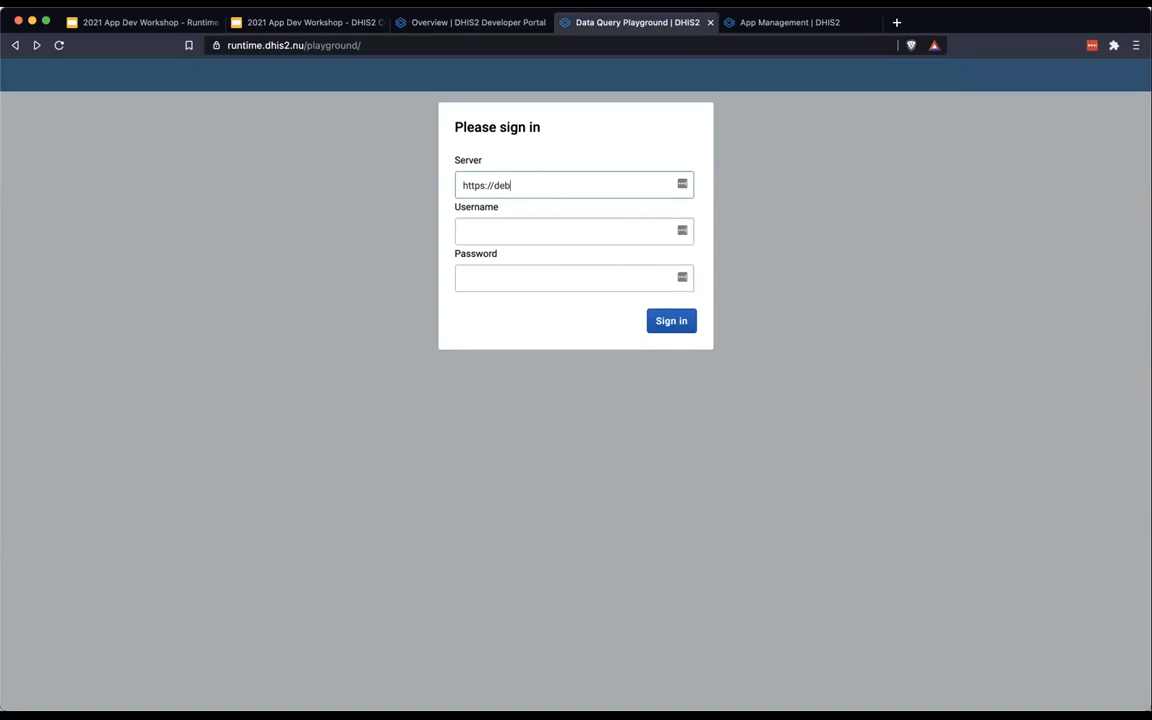 2021 App Dev Workshop - Runtime
2021 App Dev Workshop - DHIS2 C
Overview | DHIS2 Developer Portal
Data Query Playground | DHIS2
App Management | DHIS2
runtime.dhis2.nu/playground/
Please sign in
Server
https://deb
Username
Password
Sign in